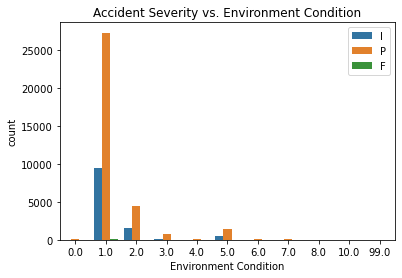 Accident Severity vs. Environment Condition
I
P
F
25000
20000
15000
10000
5000
0
count
0.0 1.0 2.0 3.0 4.0 5.0 6.0 7.0 8.0 10.0 99.0
Environment Condition